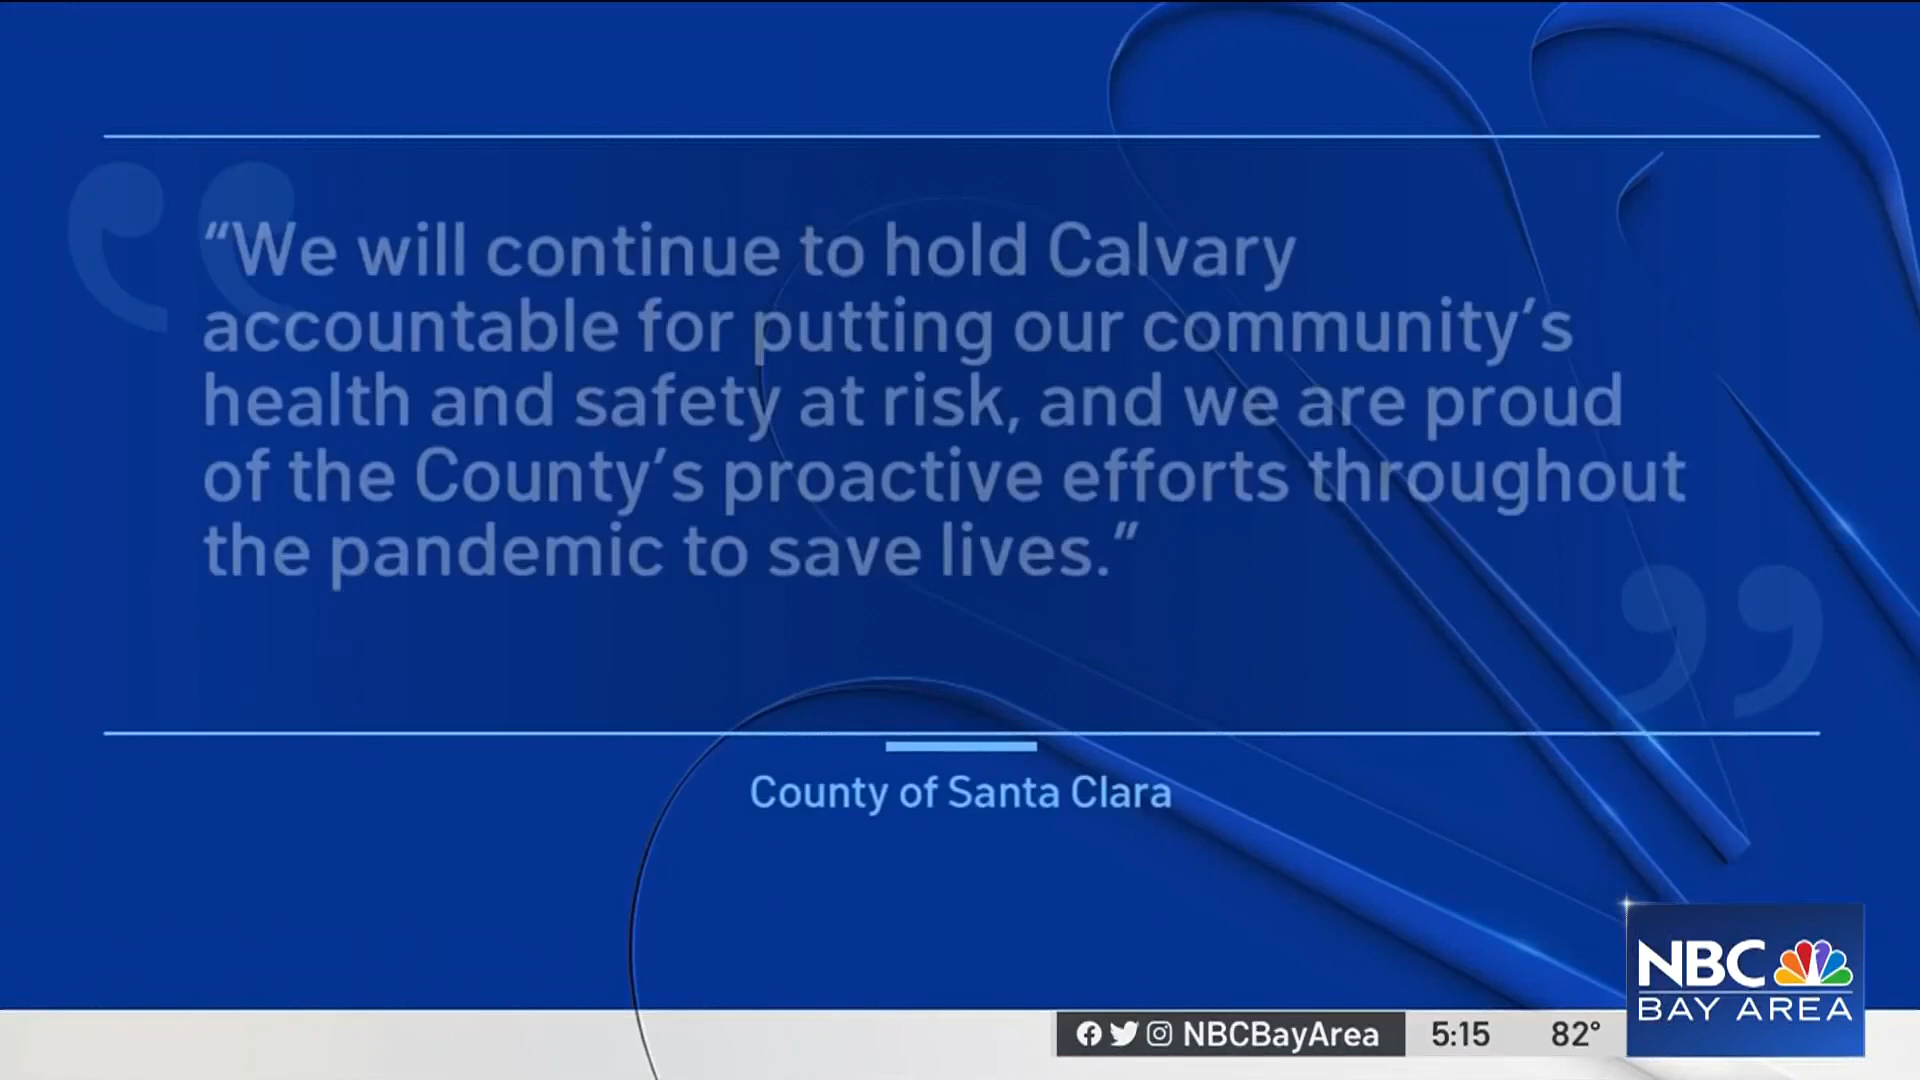 “We will continue to hold Calvary
accountable for putting our community’s
health and safety at risk, and we are proud
of the County’s proactive efforts throughout
the pandemic to save lives.”
County of Santa Clara
NBC
BAY AREA
NBCBayArea 5:15 82°